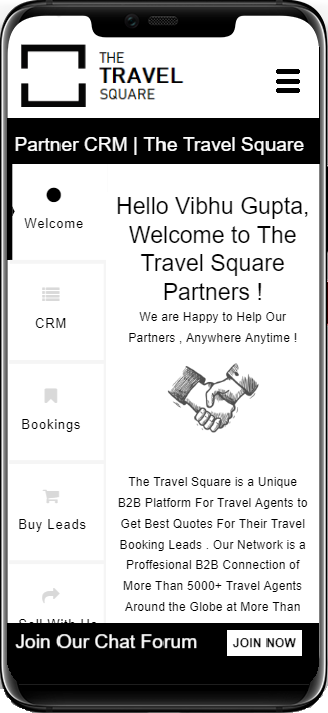 THE
TRAVEL
SQUARE
Partner CRM | The Travel Square
Welcome
CRM
Bookings
Buy Leads
Sell With Us
Hello Vibhu Gupta,
Welcome to The
Travel Square
Partners !
We are Happy to Help Our
Partners , Anywhere Anytime !
The Travel Square is a Unique
B2B Platform For Travel Agents to
Get Best Quotes For Their Travel
Booking Leads . Our Network is a
Proffesional B2B Connection of
More Than 5000+ Travel Agents
Around the Globe at More Than
Join Our Chat Forum
JOIN NOW